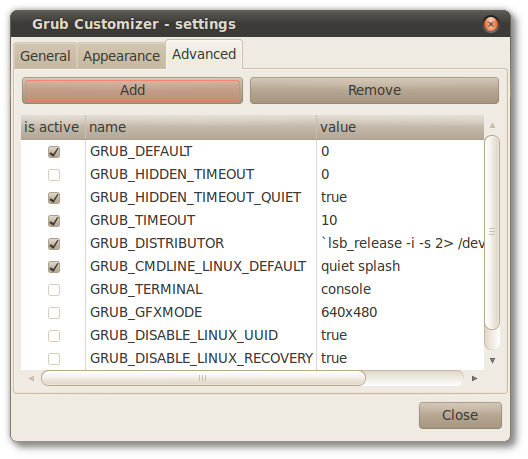 Grub Customizer - settings
General Appearance Advanced
Add Remove
is active name value
GRUB_DEFAULT 0
GRUB_HIDDEN_TIMEOUT 0
GRUB_HIDDEN_TIMEOUT_QUIET true
GRUB_TIMEOUT 10
GRUB_DISTRIBUTOR `lsb_release -i -s 2> /dev
GRUB_CMDLINE_LINUX_DEFAULT quiet splash
GRUB_TERMINAL console
GRUB_GFXMODE 640x480
GRUB_DISABLE_LINUX_UUID true
GRUB_DISABLE_LINUX_RECOVERY true
Close